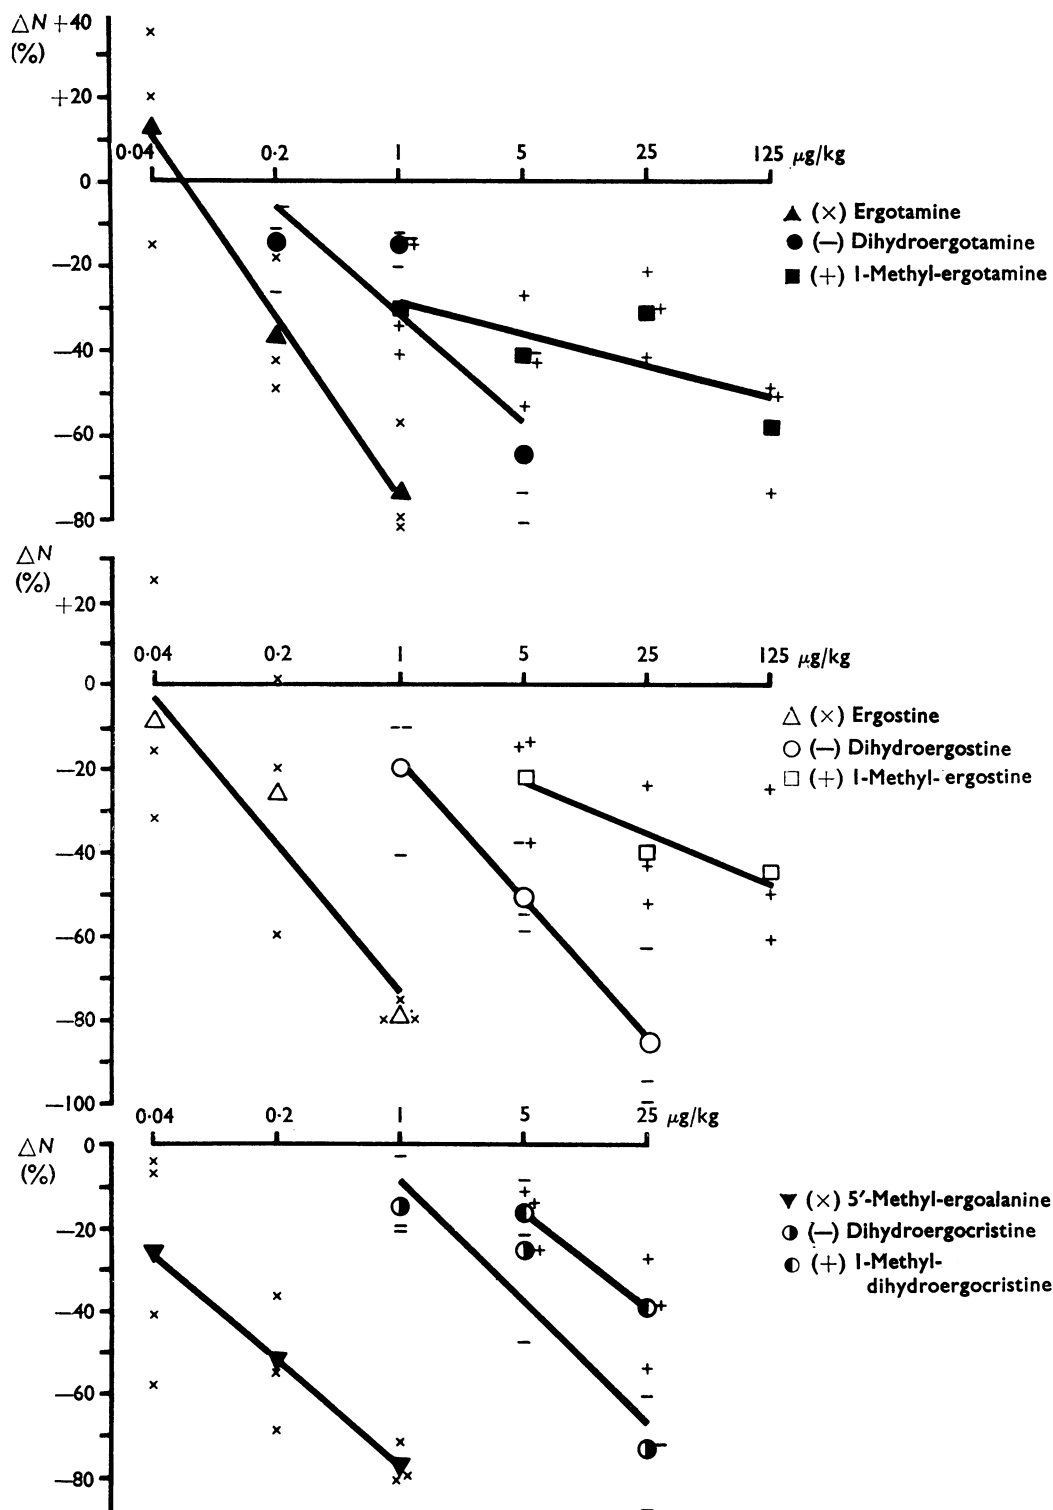 △N +40
(%)
+20
0·04 0·2 1 5 25 125 μg/kg
0
▲ (×) Ergotamine
—20
● (—) Dihydroergotamine
■ (+) 1-Methyl-ergotamine
—40
—60
—80
△N
(%)
+20
0·04 0·2 1 5 25 125 μg/kg
0
△ (×) Ergostine
○ (—) Dihydroergostine
—20
□ (+) 1-Methyl-ergostine
—40
—60
—80
—100
0·04 0·2 1 5 25 μg/kg
△N 0
(%)
▼ (×) 5′-Methyl-ergoalanine
—20
◑ (—) Dihydroergocristine
◐ (+) 1-Methyl-
dihydroergocristine
—40
—60
—80